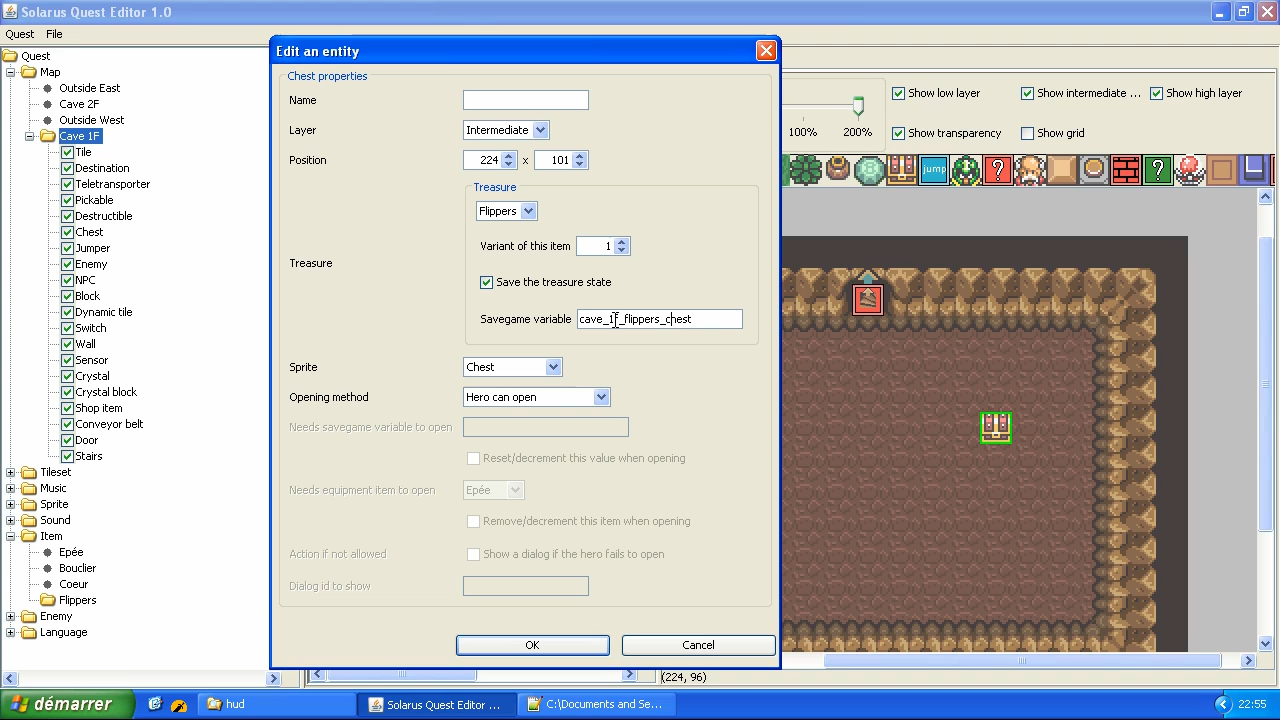 Solarus Quest Editor 1.0
Quest File
Quest
Map
Outside East
Cave 2F
Outside West
Cave 1F
Tile
Destination
Teletransporter
Pickable
Destructible
Chest
Jumper
Enemy
NPC
Block
Dynamic tile
Switch
Wall
Sensor
Crystal
Crystal block
Shop item
Conveyor belt
Door
Stairs
Tileset
Music
Sprite
Sound
Item
Epée
Bouclier
Coeur
Flippers
Enemy
Language
Edit an entity
Chest properties
Name
Layer Intermediate
Position 224 x 101
Treasure
Treasure
Flippers
Variant of this item 1
Save the treasure state
Savegame variable cave_1f_flippers_chest
Sprite Chest
Opening method Hero can open
Needs savegame variable to open
Reset/decrement this value when opening
Needs equipment item to open Epée
Remove/decrement this item when opening
Action if not allowed Show a dialog if the hero fails to open
Dialog id to show
OK Cancel
100% 200%
Show low layer Show intermediate ... Show high layer
Show transparency Show grid
jump ? ?
(224, 96)
démarrer hud Solarus Quest Editor ... C:\Documents and Se... 22:55